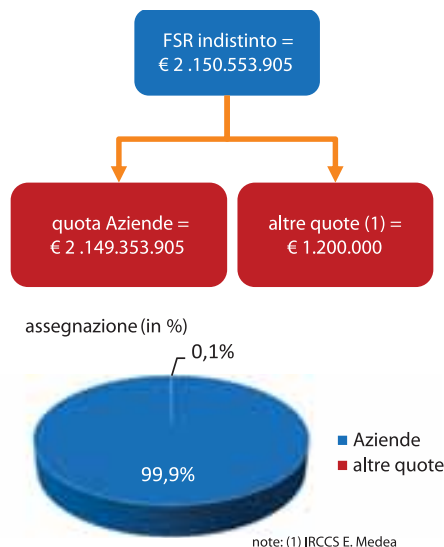 FSR indistinto =
€ 2 .150.553.905
quota Aziende =
€ 2 .149.353.905
altre quote (1) =
€ 1.200.000
assegnazione (in %)
0,1%
99,9%
Aziende
altre quote
note: (1) IRCCS E. Medea